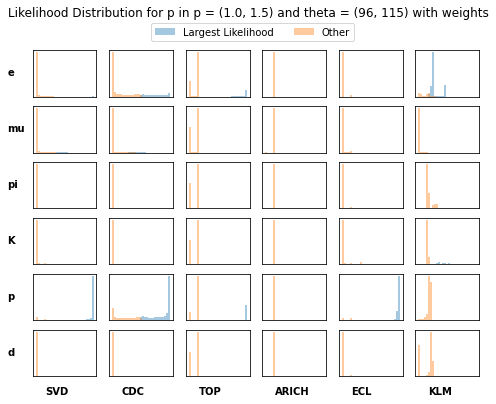 Likelihood Distribution for p in p = (1.0, 1.5) and theta = (96, 115) with weights
Largest Likelihood Other
e
mu
pi
K
p
d
SVD CDC TOP ARICH ECL KLM